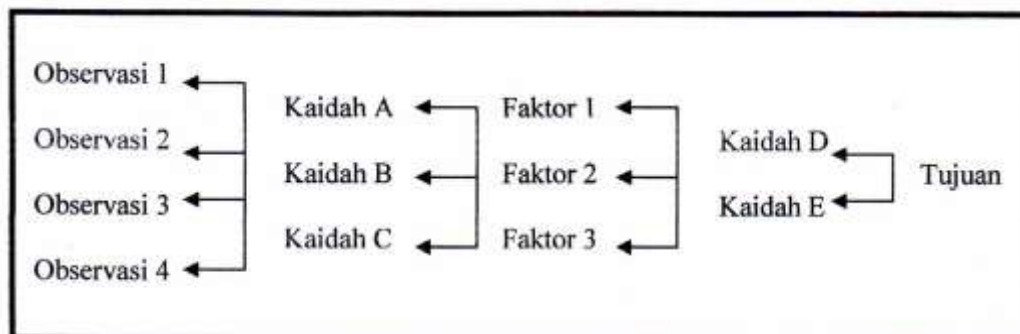 Observasi 1
Observasi 2
Observasi 3
Observasi 4
Kaidah A
Kaidah B
Kaidah C
Faktor 1
Faktor 2
Faktor 3
Kaidah D
Kaidah E
Tujuan